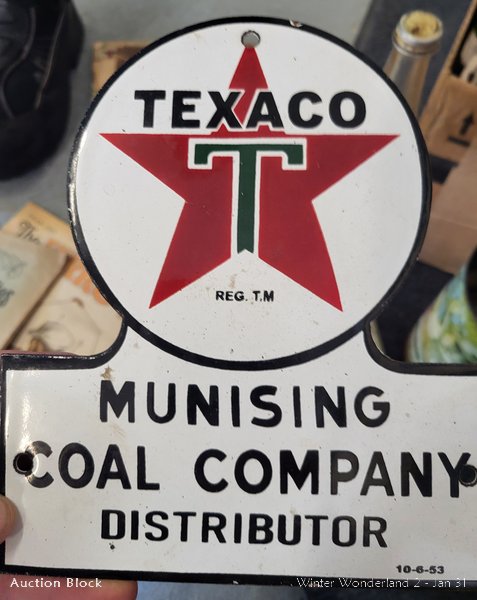 TEXACO
T
REG. T.M
MUNISING
COAL COMPANY
DISTRIBUTOR
10-6-53
Auction Block
Winter Wonderland 2 - Jan 31